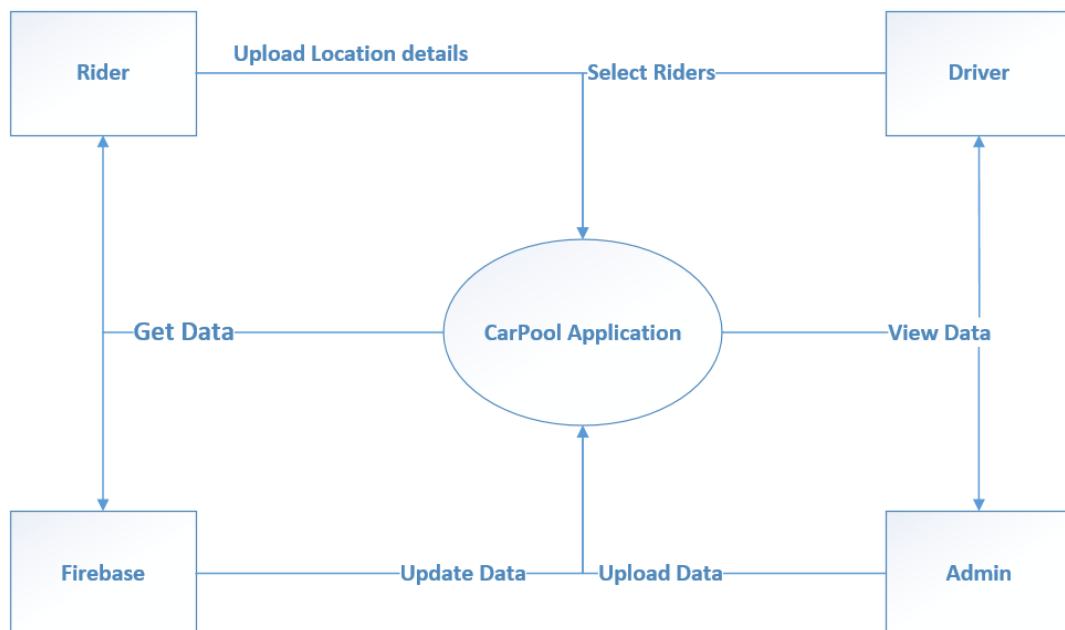 Upload Location details
Rider
Select Riders
Driver
Get Data
CarPool Application
View Data
Firebase
Update Data
Upload Data
Admin